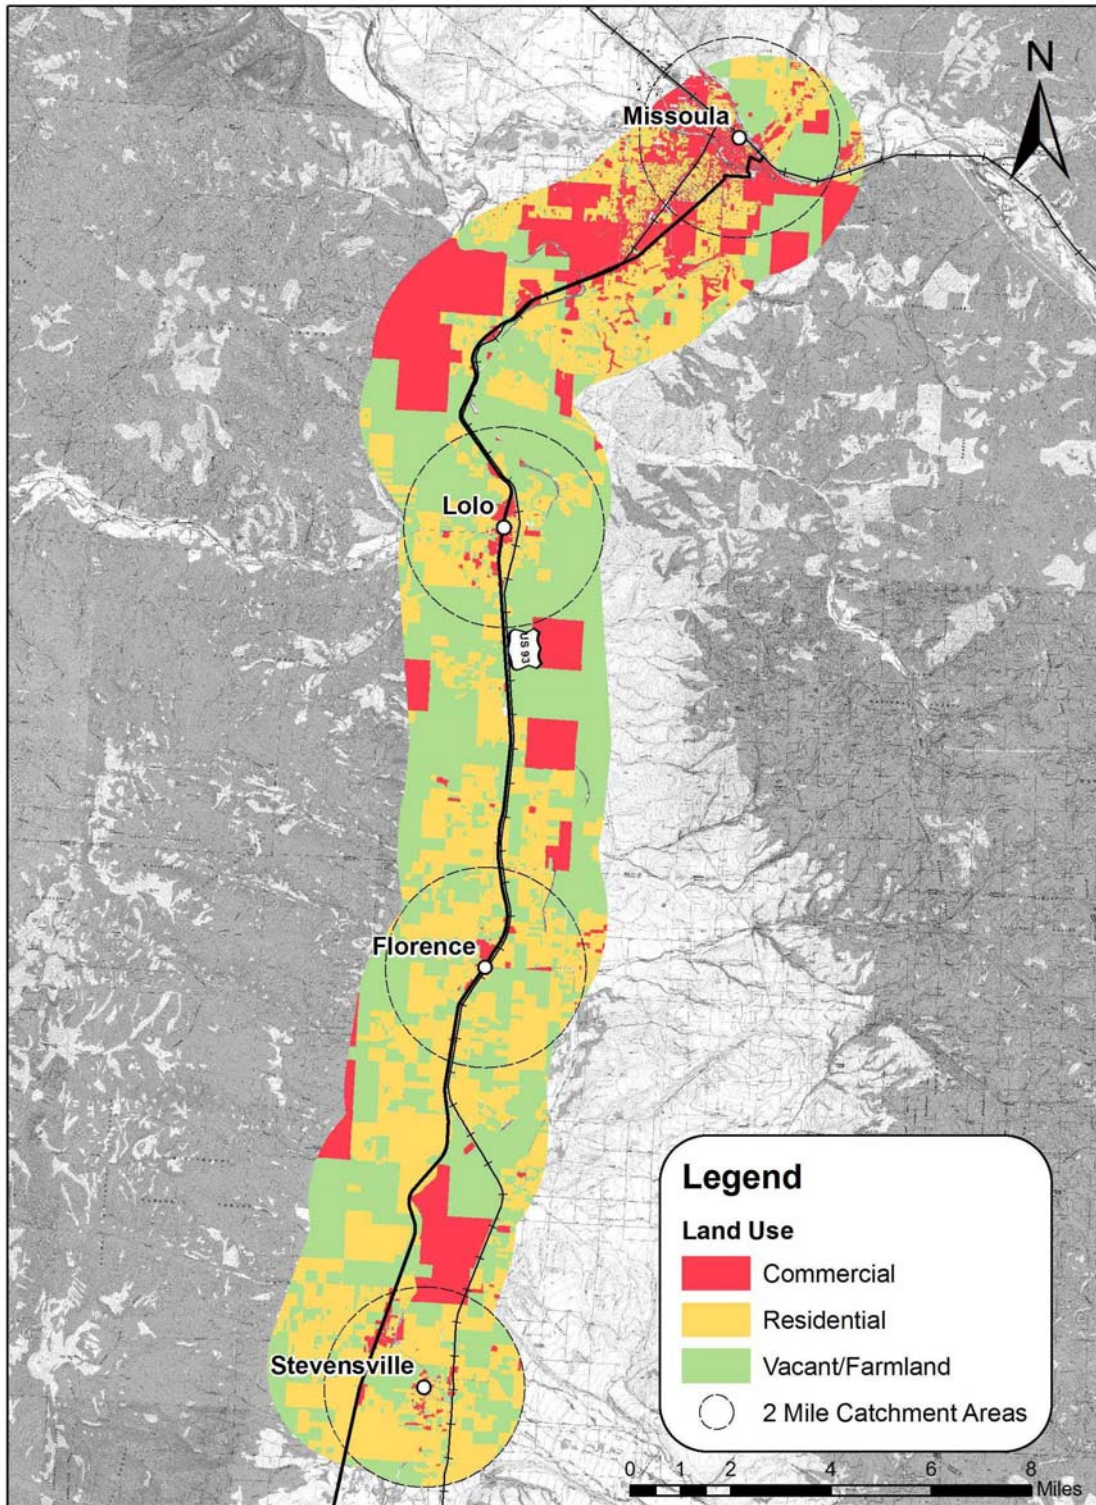 N
Missoula
Lolo
US 93
Florence
Stevensville
Legend
Land Use
Commercial
Residential
Vacant/Farmland
2 Mile Catchment Areas
0 1 2 4 6 8
Miles